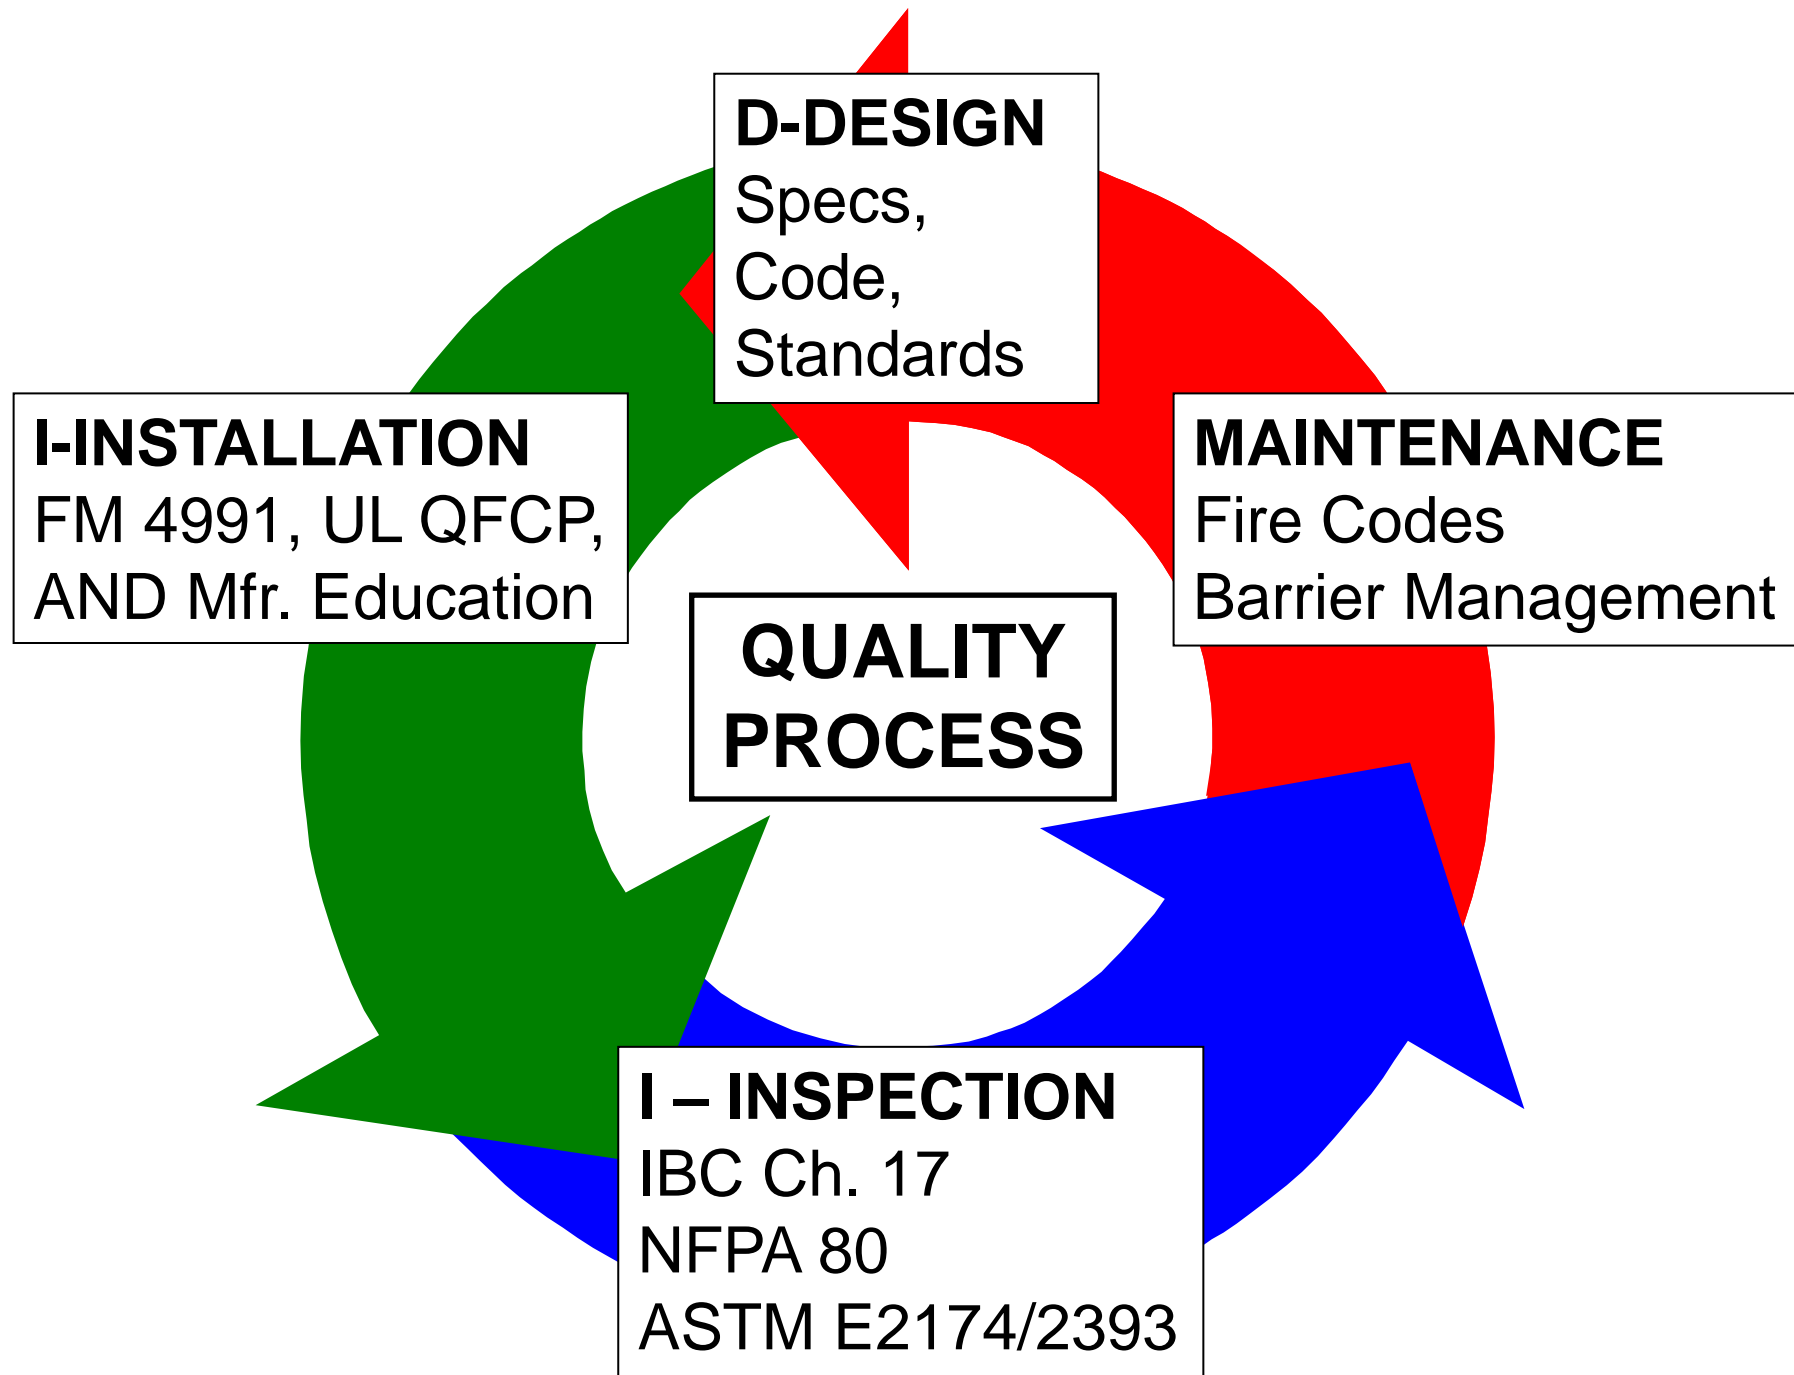 D-DESIGN
Specs,
Code,
Standards
I-INSTALLATION
FM 4991, UL QFCP,
AND Mfr. Education
MAINTENANCE
Fire Codes
Barrier Management
QUALITY
PROCESS
I – INSPECTION
IBC Ch. 17
NFPA 80
ASTM E2174/2393